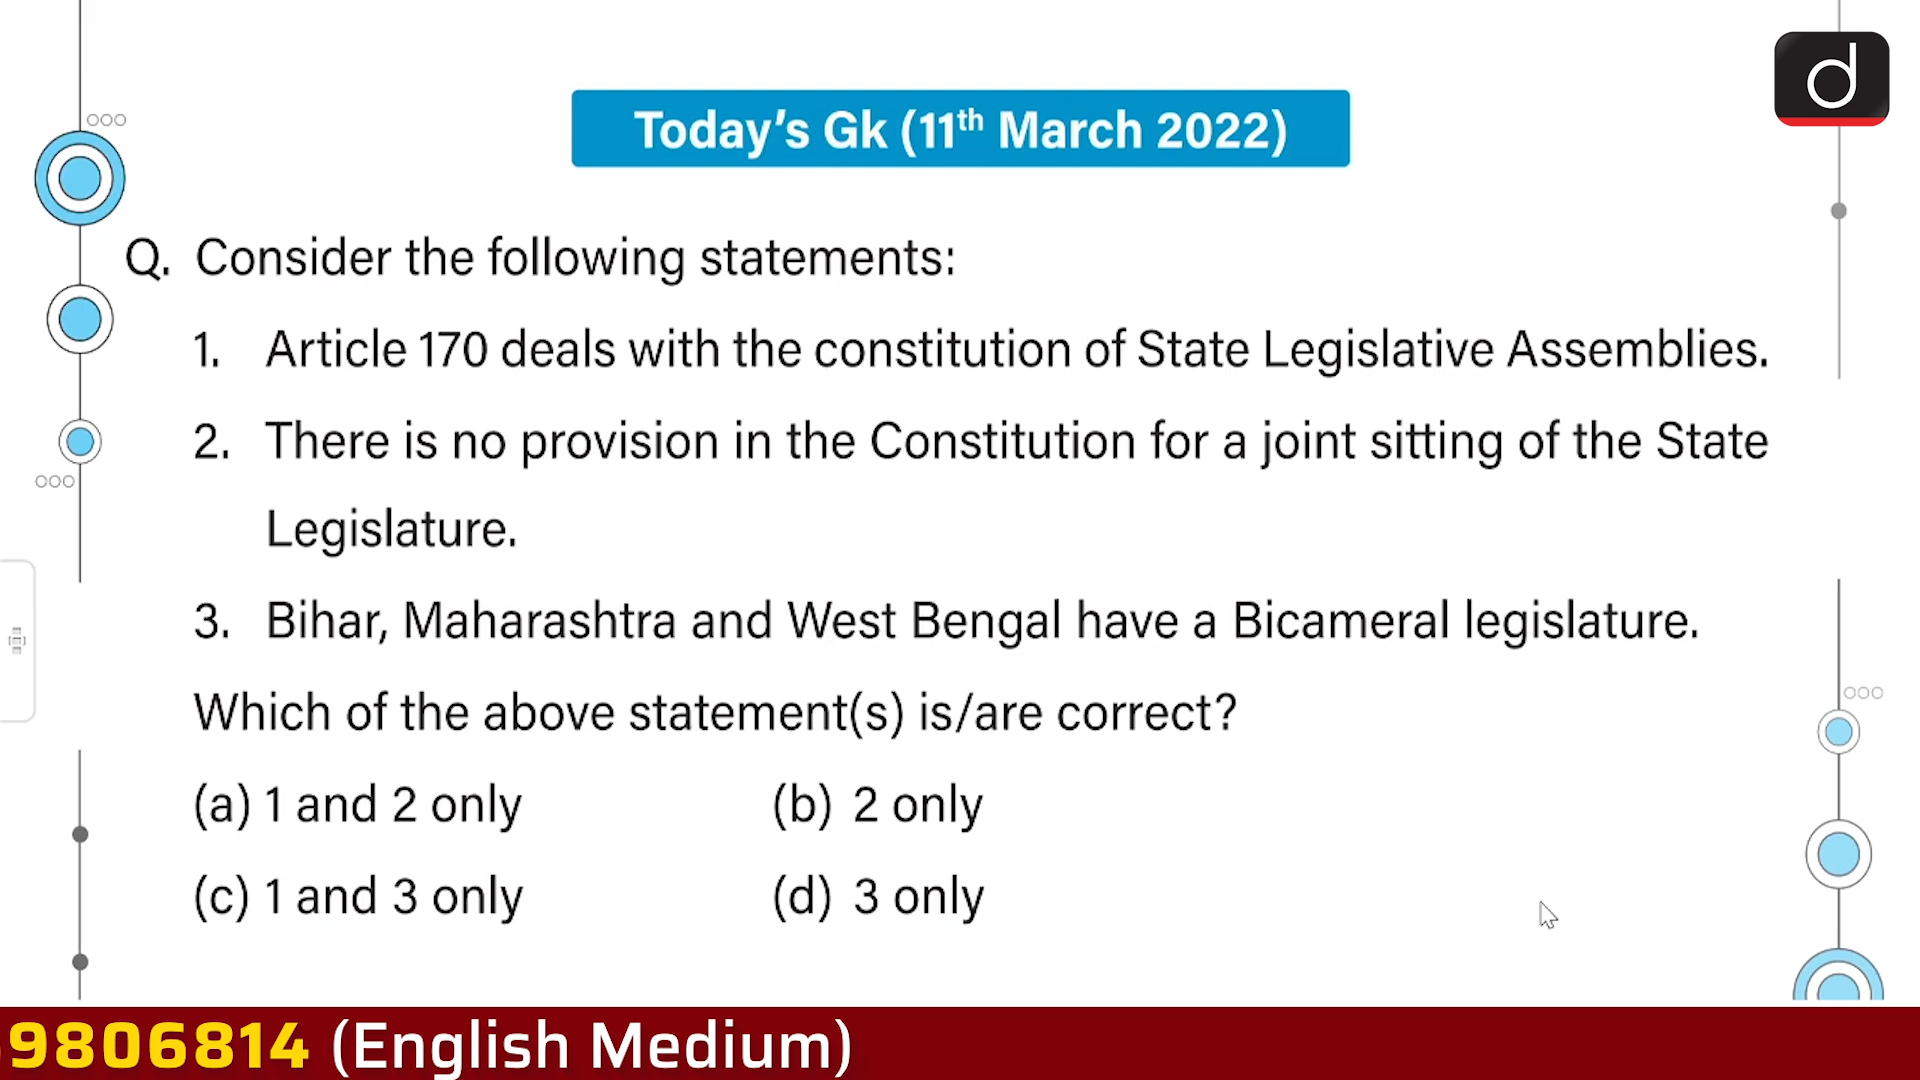 d
Today's Gk (11th March 2022)
Q. Consider the following statements:
1. Article 170 deals with the constitution of State Legislative Assemblies.
2. There is no provision in the Constitution for a joint sitting of the State
Legislature.
3. Bihar, Maharashtra and West Bengal have a Bicameral legislature.
Which of the above statement(s) is/are correct?
(a) 1 and 2 only (b) 2 only
(c) 1 and 3 only (d) 3 only
9806814 (English Medium)